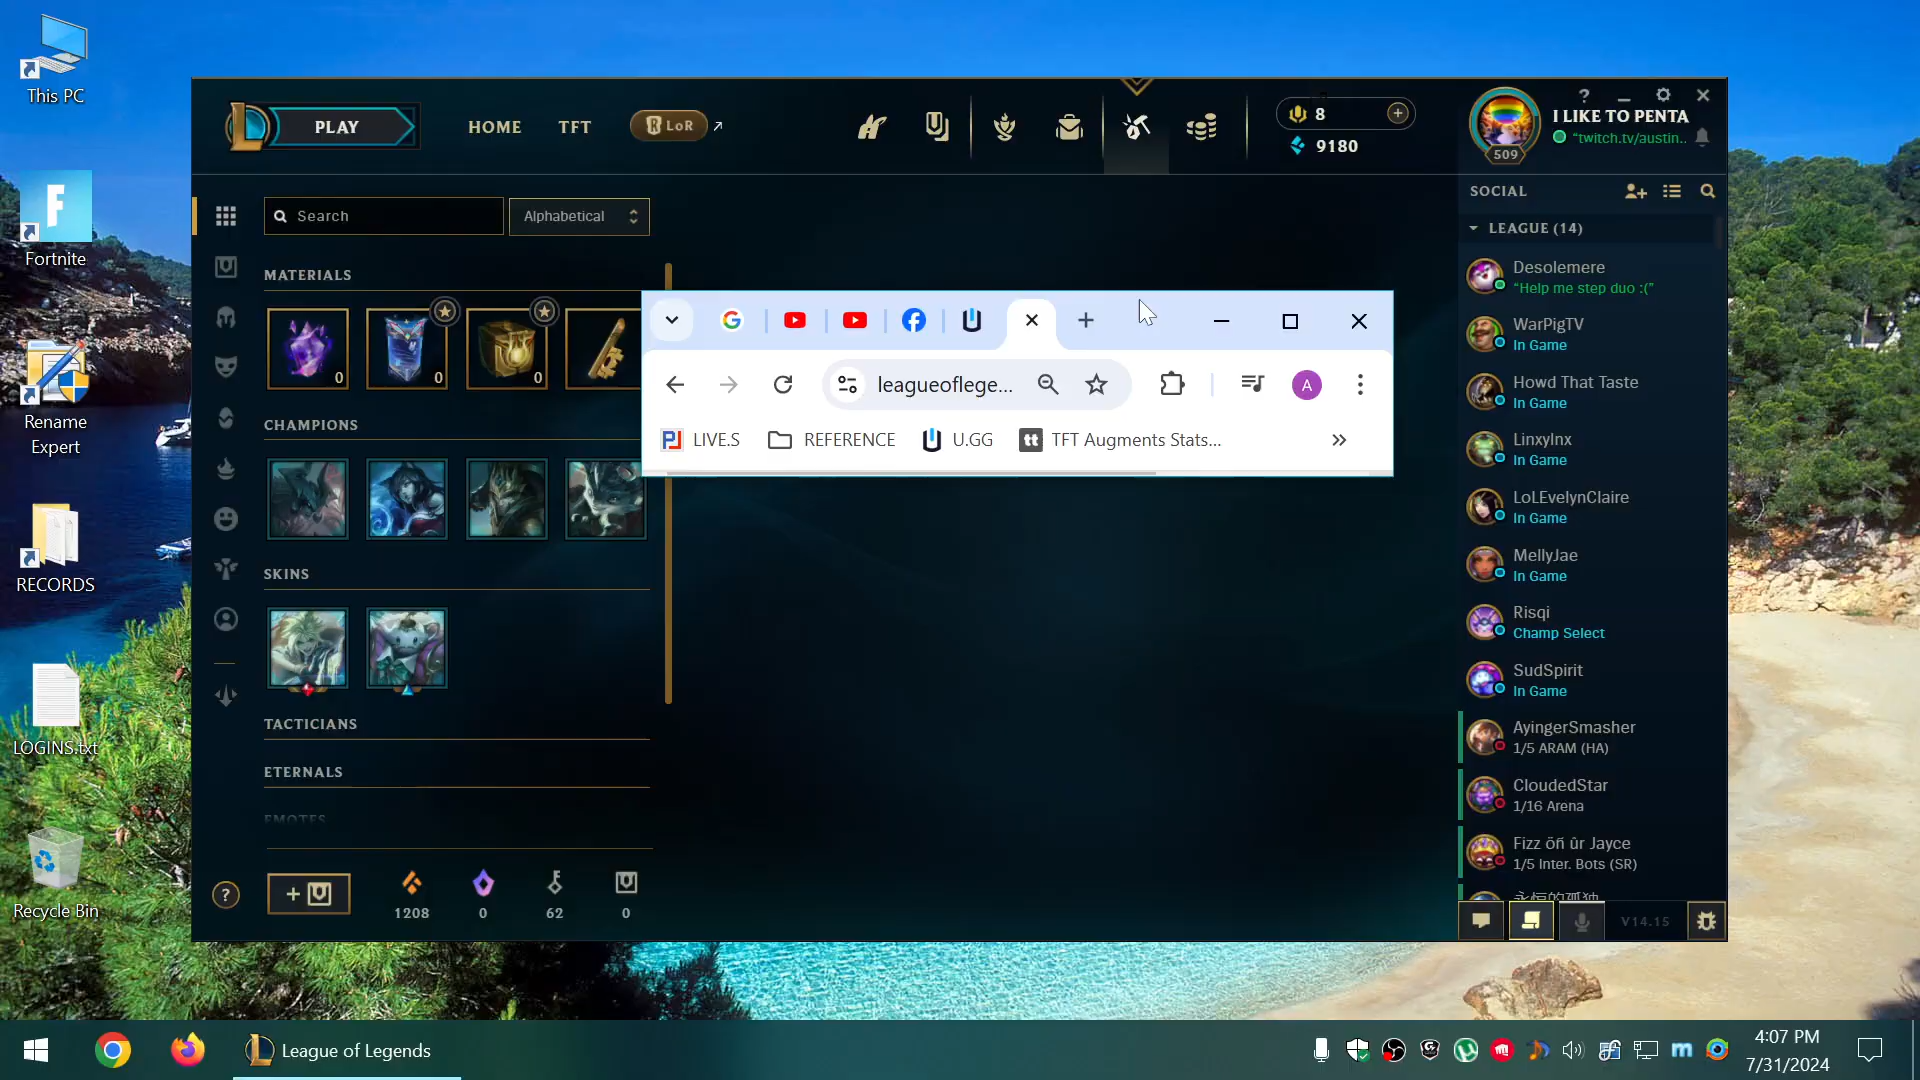 This PC
Fortnite
Rename
Expert
RECORDS
LOGINS.txt
Recycle Bin
PLAY
HOME
TFT
LoR
8
9180
509
I LIKE TO PENTA
"twitch.tv/austin..
Search
Alphabetical
MATERIALS
0
0
0
CHAMPIONS
SKINS
TACTICIANS
ETERNALS
EMOTES
1208
0
62
0
leagueoflege...
A
LIVE.S
REFERENCE
U.GG
tt
TFT Augments Stats...
SOCIAL
LEAGUE (14)
Desolemere
"Help me step duo :("
WarPigTV
In Game
Howd That Taste
In Game
LinxyInx
In Game
LoLEvelynClaire
In Game
MellyJae
In Game
Risqi
Champ Select
SudSpirit
In Game
AyingerSmasher
1/5 ARAM (HA)
CloudedStar
1/16 Arena
Fizz öñ ûr Jayce
1/5 Inter. Bots (SR)
V14.15
League of Legends
4:07 PM
7/31/2024